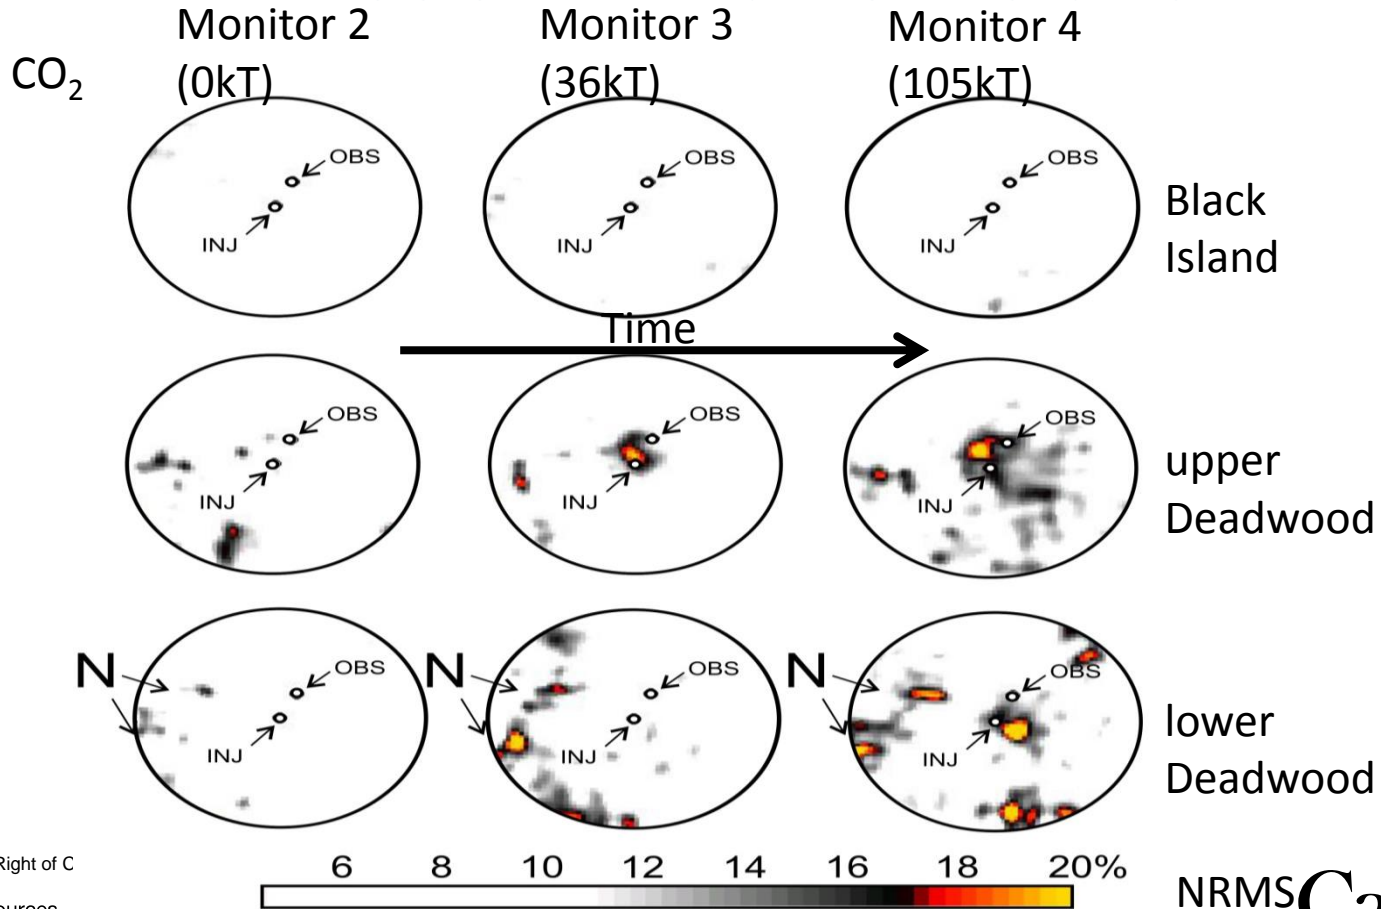 Monitor 2
(0kT)
Monitor 3
(36kT)
Monitor 4
(105kT)
CO₂
OBS
INJ
OBS
INJ
OBS
INJ
Black
Island
Time
OBS
INJ
OBS
INJ
OBS
INJ
upper
Deadwood
N
OBS
INJ
N
OBS
INJ
N
OBS
INJ
lower
Deadwood
Right of
6 8 10 12 14 16 18 20%
NRMS